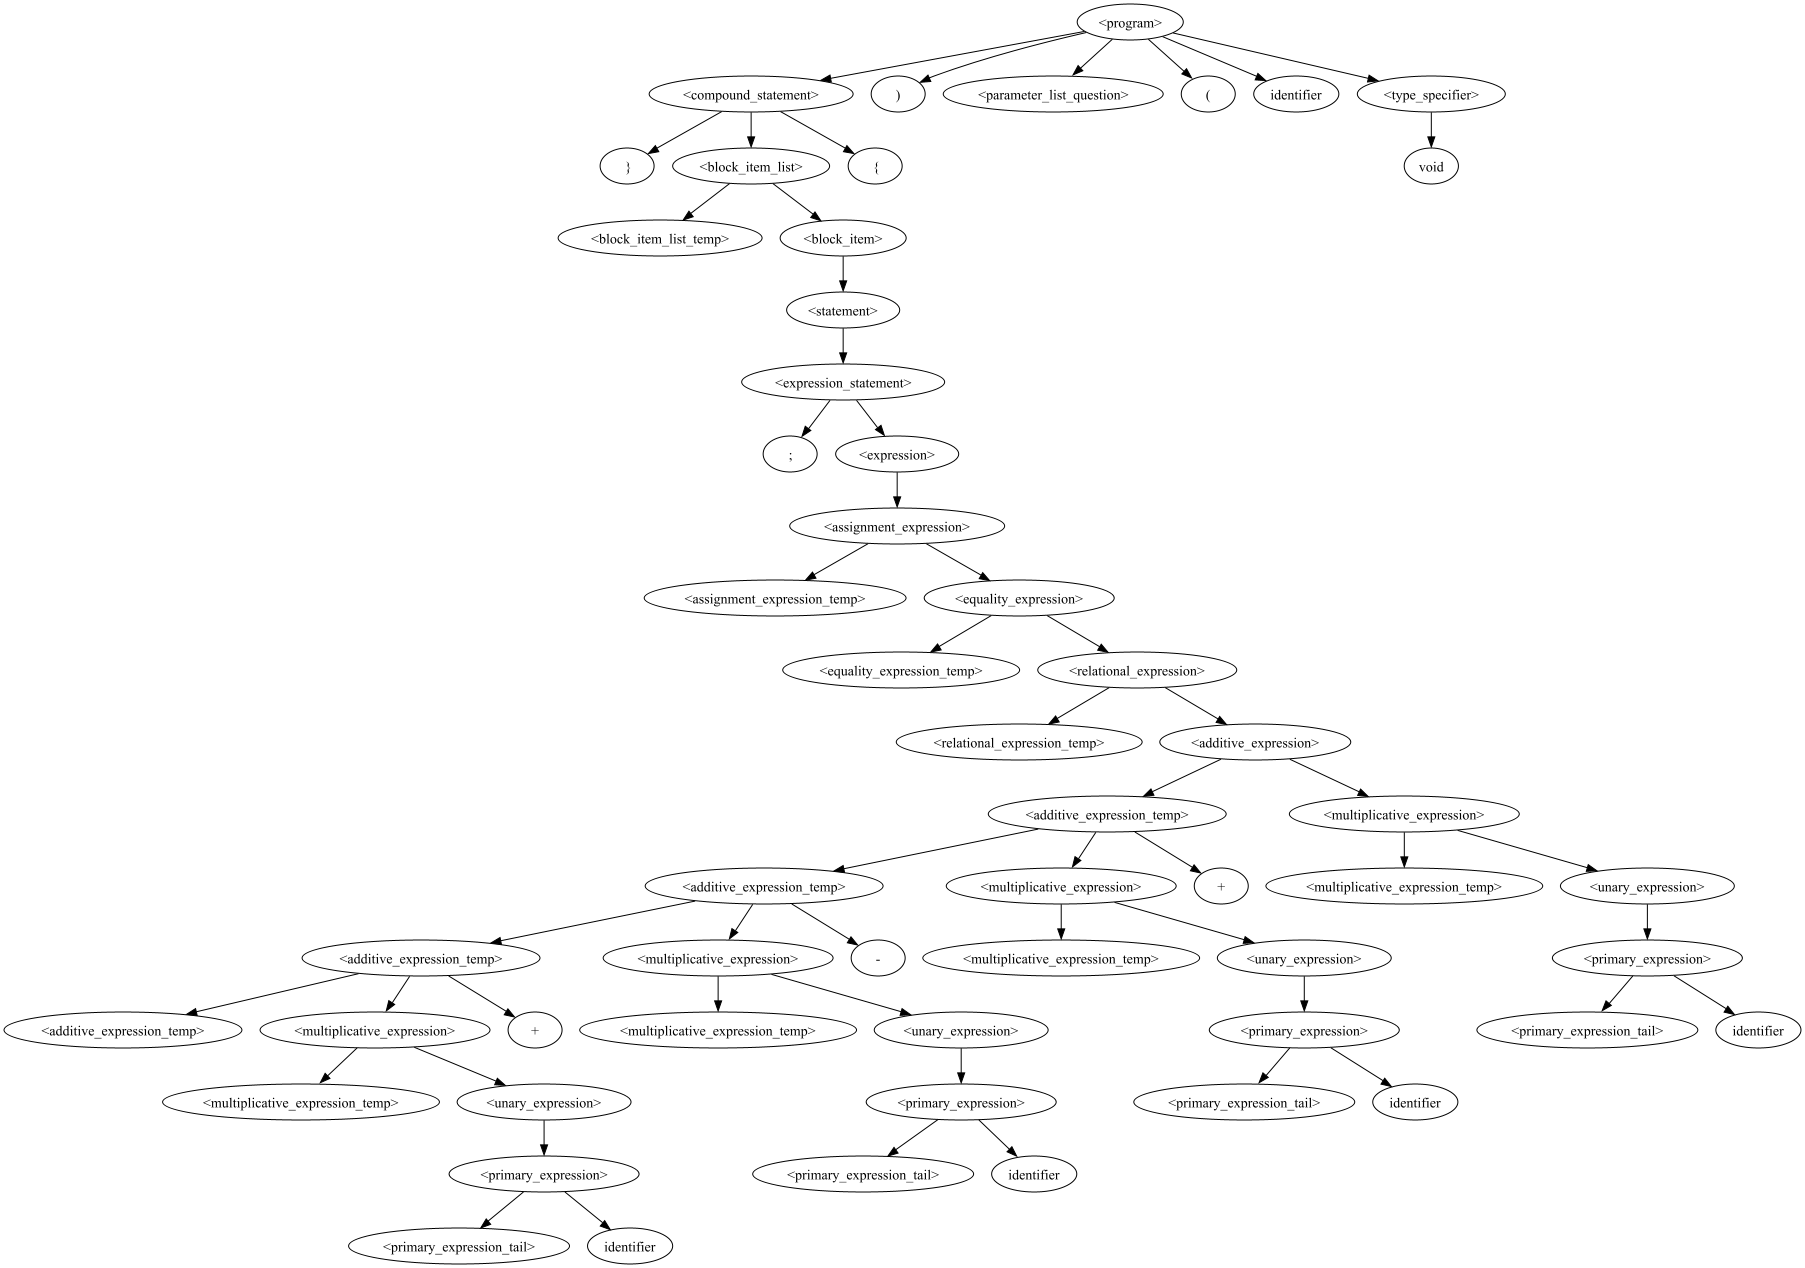 <program>
<compound_statement> ) <parameter_list_question> ( identifier <type_specifier>
} <block_item_list> { void
<block_item_list_temp> <block_item>
<statement>
<expression_statement>
; <expression>
<assignment_expression>
<assignment_expression_temp> <equality_expression>
<equality_expression_temp> <relational_expression>
<relational_expression_temp> <additive_expression>
<additive_expression_temp> <multiplicative_expression>
<additive_expression_temp> <multiplicative_expression> + <multiplicative_expression_temp> <unary_expression>
<additive_expression_temp> <multiplicative_expression> - <multiplicative_expression_temp> <unary_expression> <primary_expression>
<additive_expression_temp> <multiplicative_expression> + <multiplicative_expression_temp> <unary_expression> <primary_expression> <primary_expression_tail> identifier
<multiplicative_expression_temp> <unary_expression> <primary_expression> <primary_expression_tail> identifier
<primary_expression> <primary_expression_tail> identifier
<primary_expression_tail> identifier